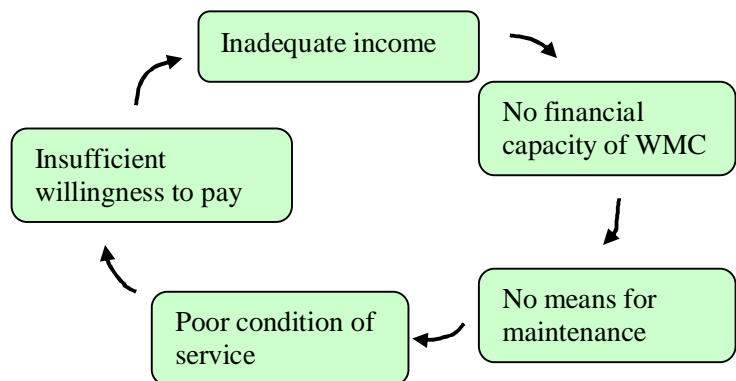 Inadequate income
No financial
capacity of WMC
No means for
maintenance
Poor condition of
service
Insufficient
willingness to pay